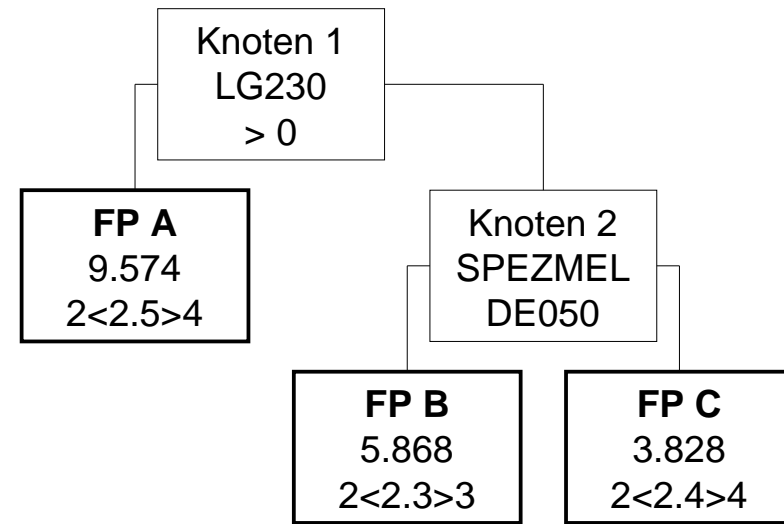 Knoten 1
LG230
> 0
FP A
9.574
2<2.5>4
Knoten 2
SPEZMEL
DE050
FP B
5.868
2<2.3>3
FP C
3.828
2<2.4>4